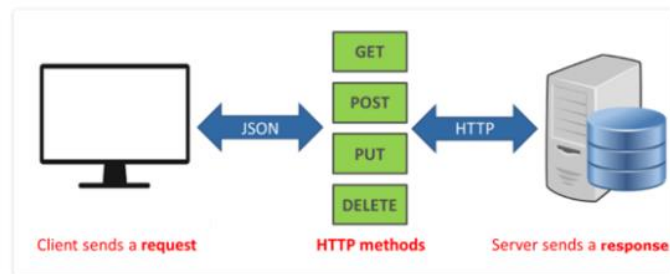 GET
POST
JSON
HTTP
PUT
DELETE
Client sends a request
HTTP methods
Server sends a response